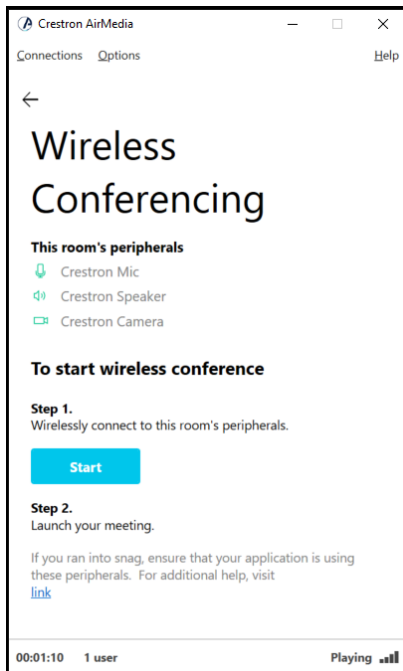 Crestron AirMedia
Connections Options Help
Wireless
Conferencing
This room's peripherals
Crestron Mic
Crestron Speaker
Crestron Camera
To start wireless conference
Step 1.
Wirelessly connect to this room's peripherals.
Start
Step 2.
Launch your meeting.
If you ran into snag, ensure that your application is using
these peripherals. For additional help, visit
link
00:01:10 1 user Playing